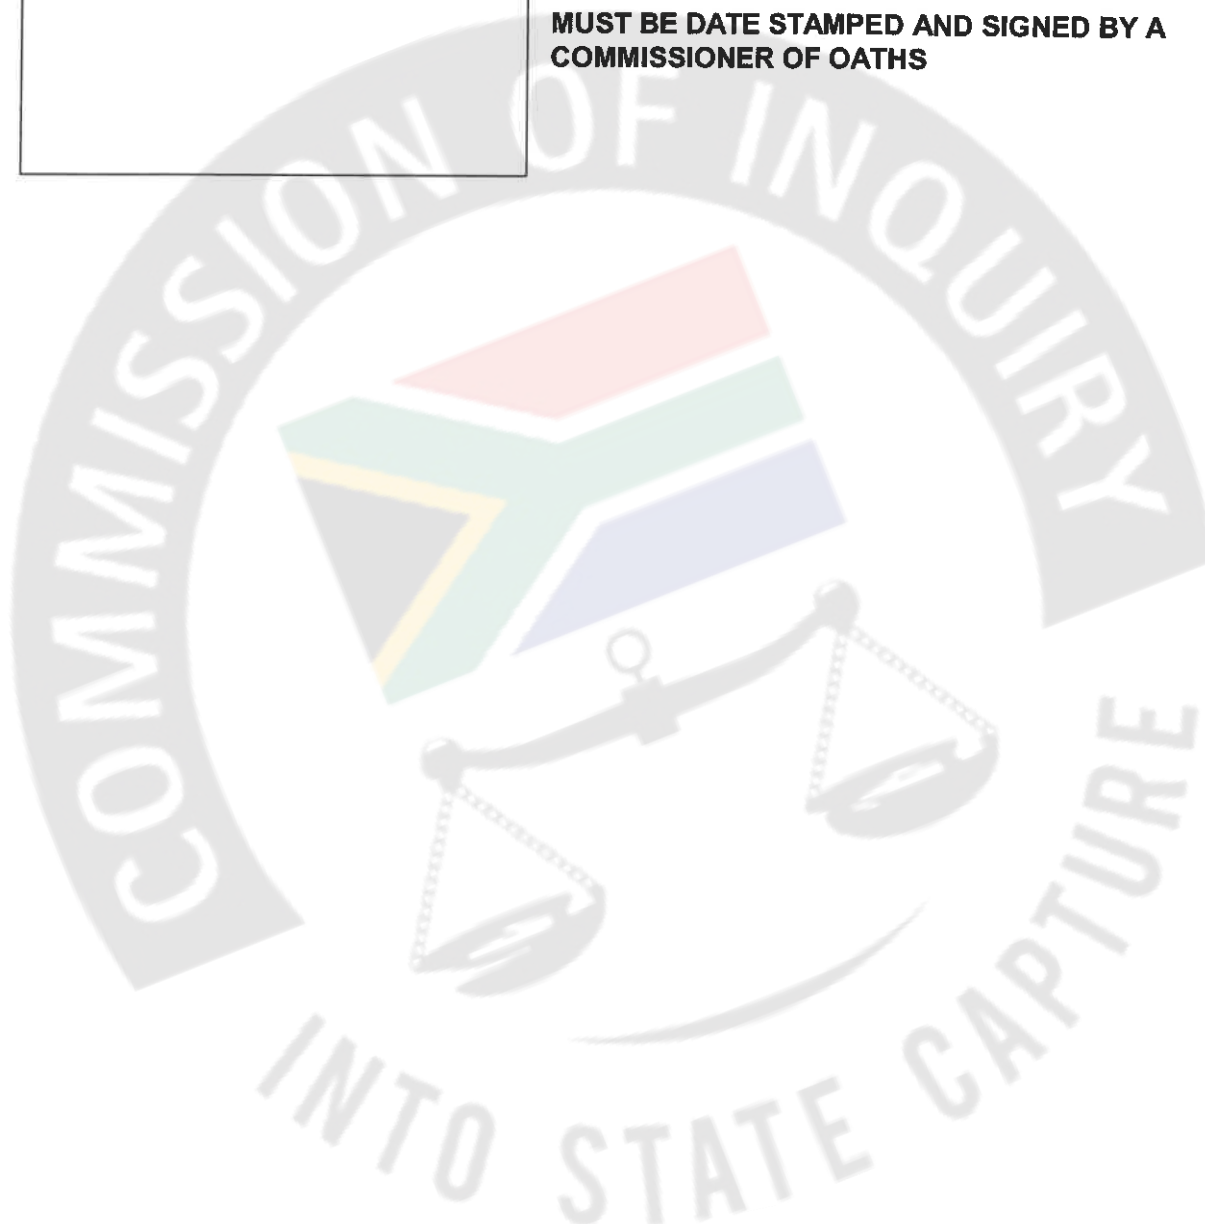 MUST BE DATE STAMPED AND SIGNED BY A
COMMISSIONER OF OATHS
COMMISSION OF INQUIRY
INTO STATE CAPTURE